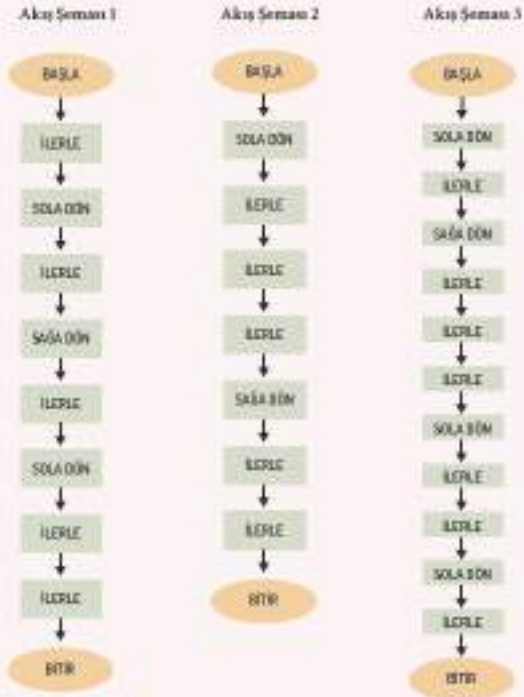 Akış Şeması 1
BAŞLA
İLERLE
SOLA DÖN
İLERLE
SAĞA DÖN
İLERLE
SOLA DÖN
İLERLE
İLERLE
BİTİR
Akış Şeması 2
BAŞLA
SOLA DÖN
İLERLE
İLERLE
İLERLE
SAĞA DÖN
İLERLE
İLERLE
BİTİR
Akış Şeması 3
BAŞLA
SOLA DÖN
İLERLE
SAĞA DÖN
İLERLE
İLERLE
İLERLE
SOLA DÖN
İLERLE
İLERLE
SOLA DÖN
İLERLE
BİTİR